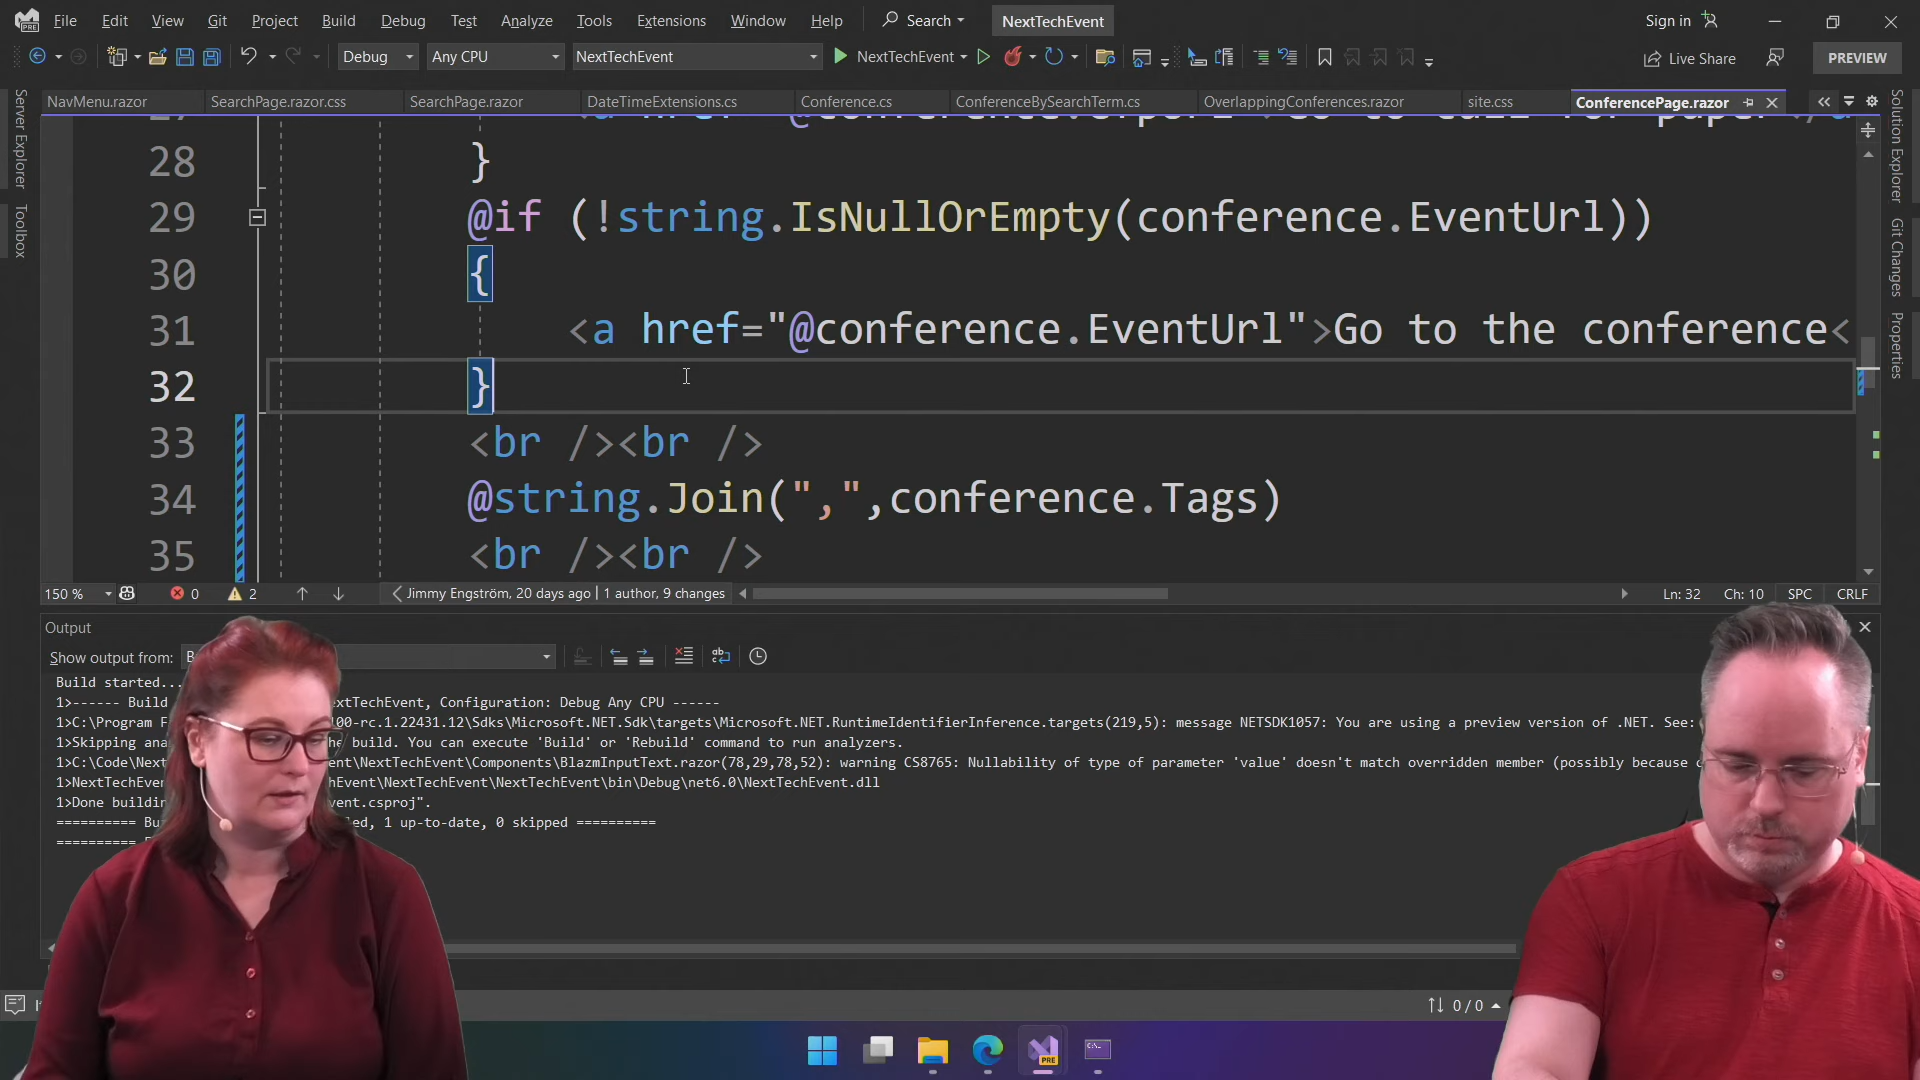 File Edit View Git Project Build Debug Test Analyze Tools Extensions Window Help Search NextTechEvent Sign in
Debug Any CPU NextTechEvent NextTechEvent Live Share PREVIEW
NavMenu.razor SearchPage.razor.css SearchPage.razor DateTimeExtensions.cs Conference.cs ConferenceBySearchTerm.cs OverlappingConferences.razor site.css ConferencePage.razor
Server Explorer
Toolbox
Solution Explorer
Git Changes
Properties
28 }
29 @if (!string.IsNullOrEmpty(conference.EventUrl))
30 {
31 <a href="@conference.EventUrl">Go to the conference<
32 }
33 <br /><br />
34 @string.Join(",",conference.Tags)
35 <br /><br />
150 % 0 2 Jimmy Engström, 20 days ago | 1 author, 9 changes Ln: 32 Ch: 10 SPC CRLF
Output
Show output from:
Build started...
1>------ Build NextTechEvent, Configuration: Debug Any CPU ------
1>C:\Program 00-rc.1.22431.12\Sdks\Microsoft.NET.Sdk\targets\Microsoft.NET.RuntimeIdentifierInference.targets(219,5): message NETSDK1057: You are using a preview version of .NET. See:
1>Skipping the build. You can execute 'Build' or 'Rebuild' command to run analyzers.
1>C:\Code\ \NextTechEvent\NextTechEvent\Components\BlazmInputText.razor(78,29,78,52): warning CS8765: Nullability of type of parameter 'value' doesn't match overridden member (possibly because
1>NextTechEvent \NextTechEvent\NextTechEvent\bin\Debug\net6.0\NextTechEvent.dll
1>Done building vent.csproj".
========== 1 up-to-date, 0 skipped ==========
==========
0 / 0
PRE